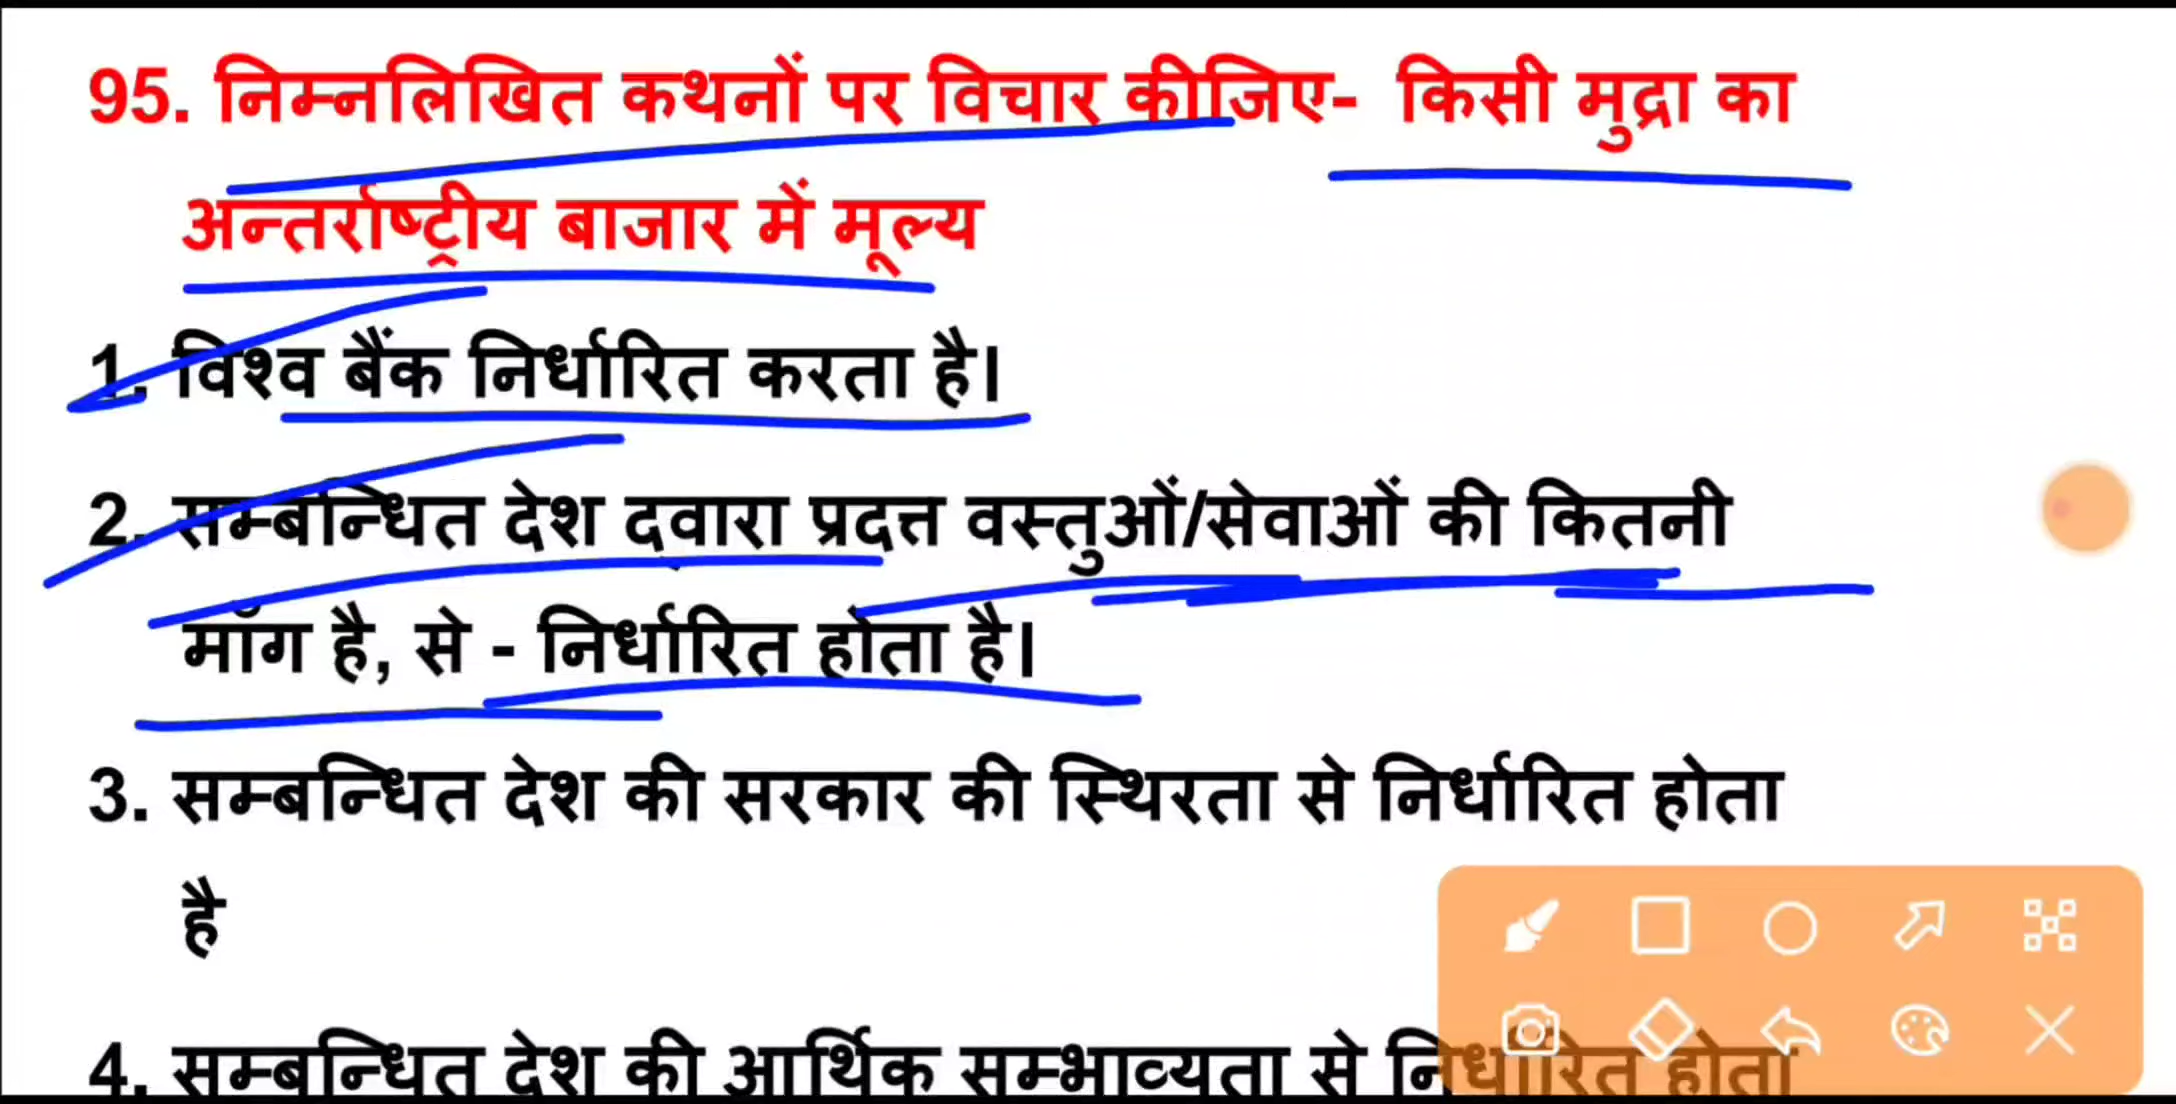 95. निम्नलिखित कथनों पर विचार कीजिए- किसी मुद्रा का
अन्तर्राष्ट्रीय बाजार में मूल्य
1. विश्व बैंक निर्धारित करता है।
2. सम्बन्धित देश द्वारा प्रदत्त वस्तुओं/सेवाओं की कितनी
माँग है, से - निर्धारित होता है।
3. सम्बन्धित देश की सरकार की स्थिरता से निर्धारित होता
है
4. सम्बन्धित देश की आर्थिक सम्भाव्यता से निर्धारित होता